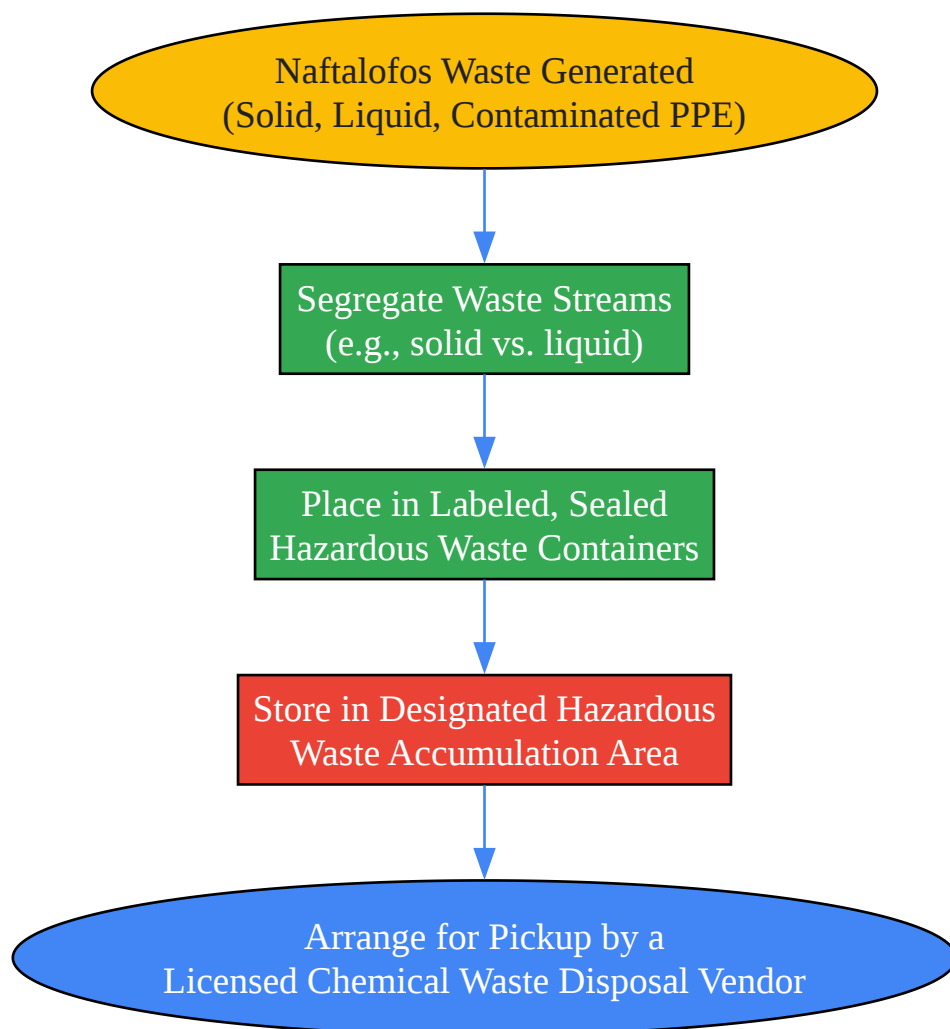 Naftalofos Waste Generated
(Solid, Liquid, Contaminated PPE)
Segregate Waste Streams
(e.g., solid vs. liquid)
Place in Labeled, Sealed
Hazardous Waste Containers
Store in Designated Hazardous
Waste Accumulation Area
Arrange for Pickup by a
Licensed Chemical Waste Disposal Vendor